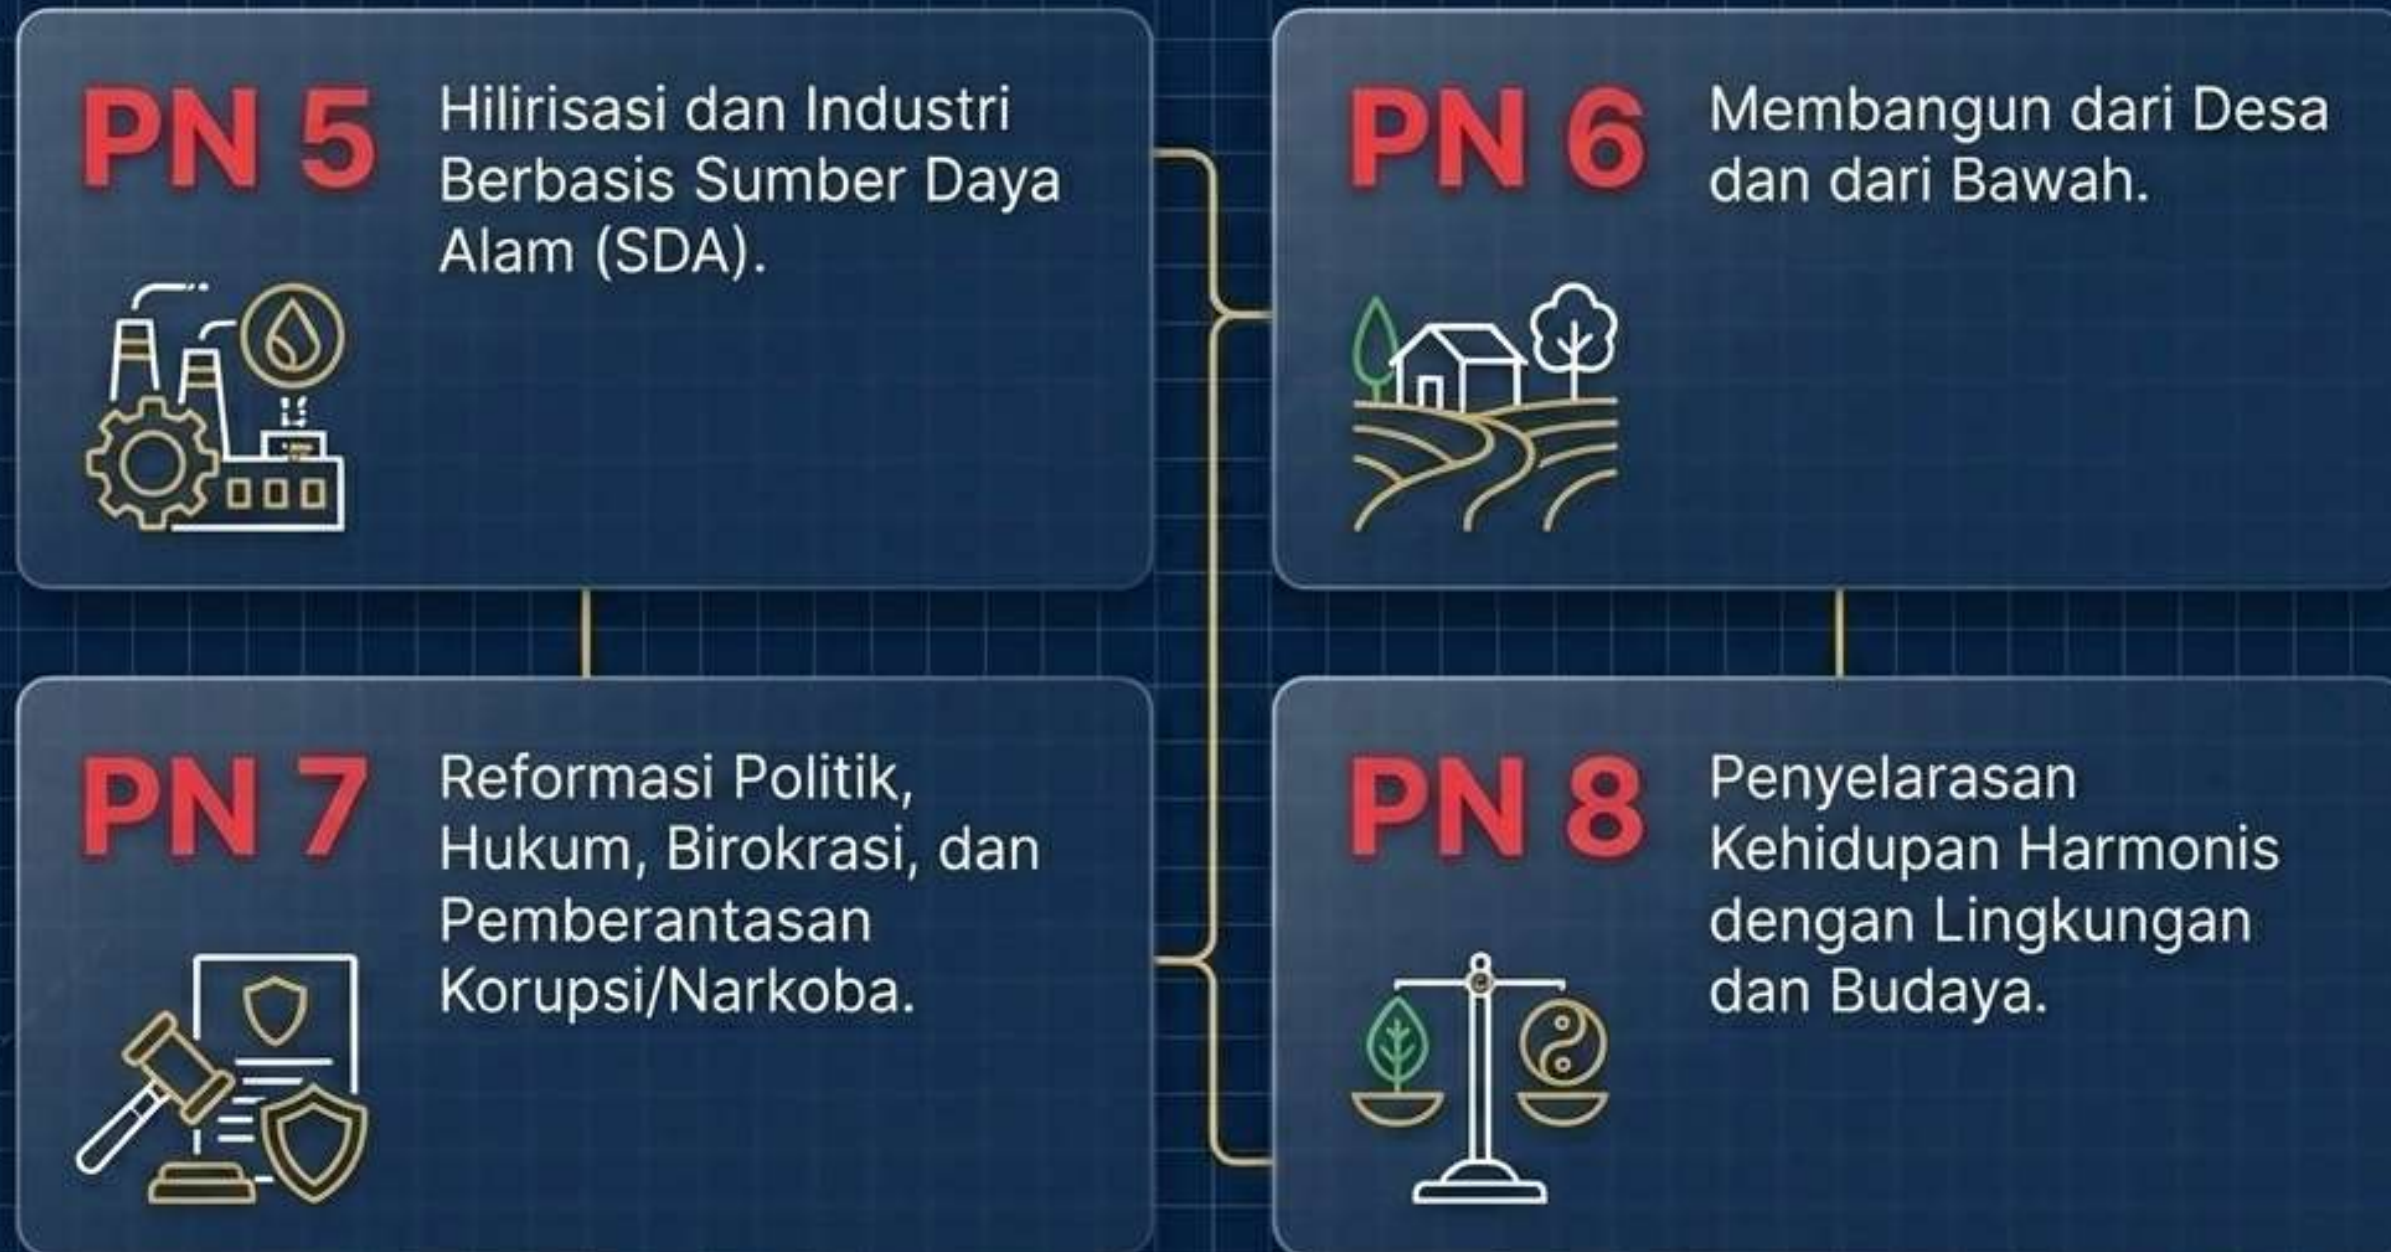 PN 5
Hilirisasi dan Industri
Berbasis Sumber Daya
Alam (SDA).
PN 6
Membangun dari Desa
dan dari Bawah.
PN 7
Reformasi Politik,
Hukum, Birokrasi, dan
Pemberantasan
Korupsi/Narkoba.
PN 8
Penyelarasan
Kehidupan Harmonis
dengan Lingkungan
dan Budaya.